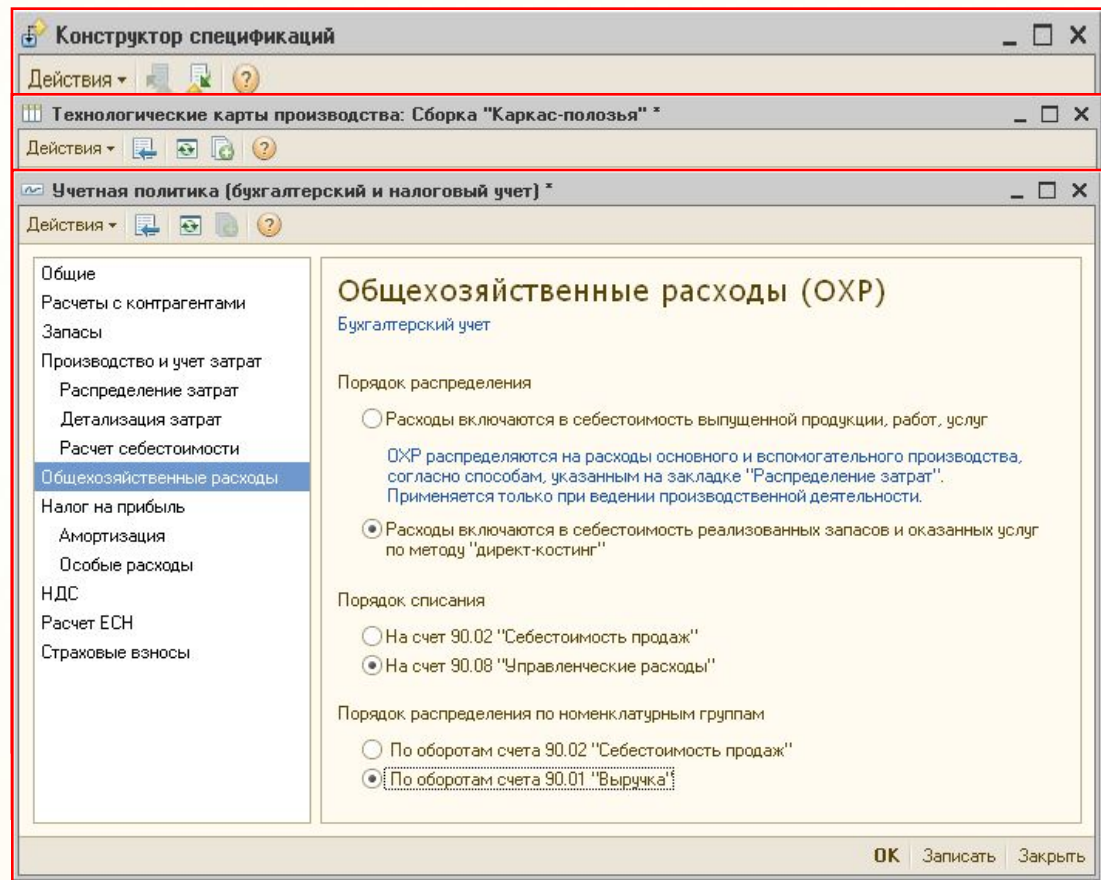 Конструктор спецификаций
Действия
Технологические карты производства: Сборка "Каркас-полозья" *
Действия
Учетная политика (бухгалтерский и налоговый учет) *
Действия
Общие
Расчеты с контрагентами
Запасы
Производство и учет затрат
Распределение затрат
Детализация затрат
Расчет себестоимости
Общехозяйственные расходы
Налог на прибыль
Амортизация
Особые расходы
НДС
Расчет ЕСН
Страховые взносы
Общехозяйственные расходы (ОХР)
Бухгалтерский учет
Порядок распределения
Расходы включаются в себестоимость выпущенной продукции, работ, услуг
ОХР распределяются на расходы основного и вспомогательного производства,
согласно способам, указанным на закладке "Распределение затрат".
Применяется только при ведении производственной деятельности.
Расходы включаются в себестоимость реализованных запасов и оказанных услуг
по методу "директ-костинг"
Порядок списания
На счет 90.02 "Себестоимость продаж"
На счет 90.08 "Управленческие расходы"
Порядок распределения по номенклатурным группам
По оборотам счета 90.02 "Себестоимость продаж"
По оборотам счета 90.01 "Выручка"
OK Записать Закрыть